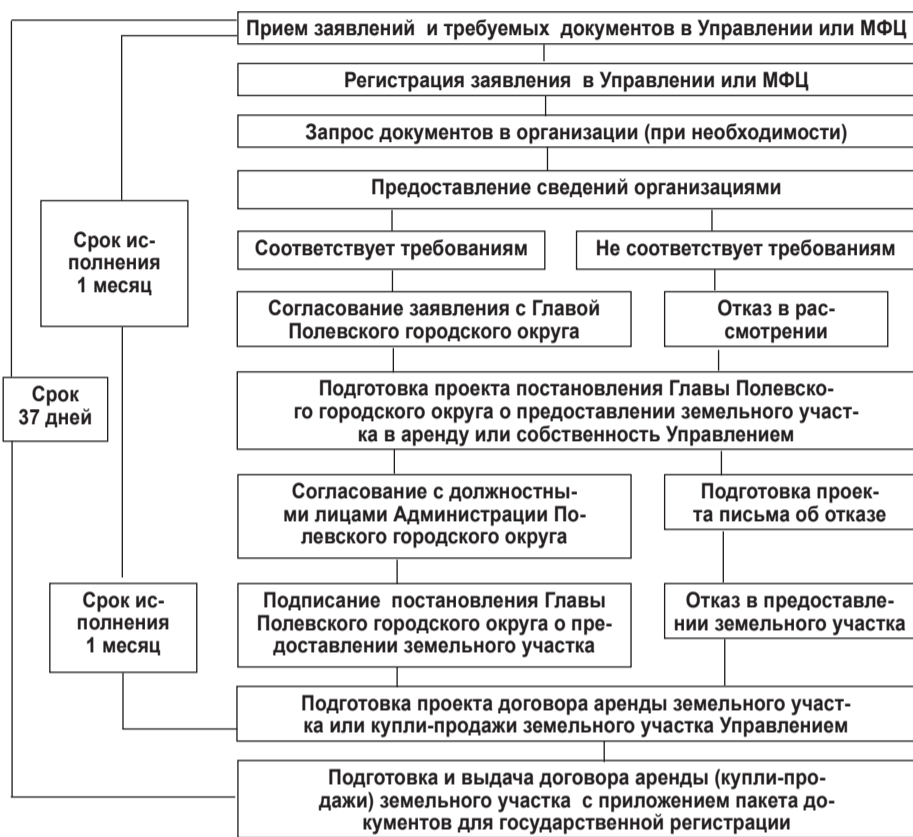 Прием заявлений и требуемых документов в Управлении или МФЦ
Регистрация заявления в Управлении или МФЦ
Запрос документов в организации (при необходимости)
Предоставление сведений организациями
Срок ис-
полнения
1 месяц
Соответствует требованиям
Не соответствует требованиям
Согласование заявления с Главой
Полевского городского округа
Отказ в рас-
смотрении
Срок
37 дней
Подготовка проекта постановления Главы Полевско-
го городского округа о предоставлении земельного участ-
ка в аренду или собственность Управлением
Согласование с должностны-
ми лицами Администрации По-
левского городского округа
Подготовка проек-
та письма об отказе
Срок ис-
полнения
1 месяц
Подписание постановления Главы
Полевского городского округа о пре-
доставлении земельного участка
Отказ в предоставле-
нии земельного участка
Подготовка проекта договора аренды земельного участ-
ка или купли-продажи земельного участка Управлением
Подготовка и выдача договора аренды (купли-про-
дажи) земельного участка с приложением пакета до-
кументов для государственной регистрации